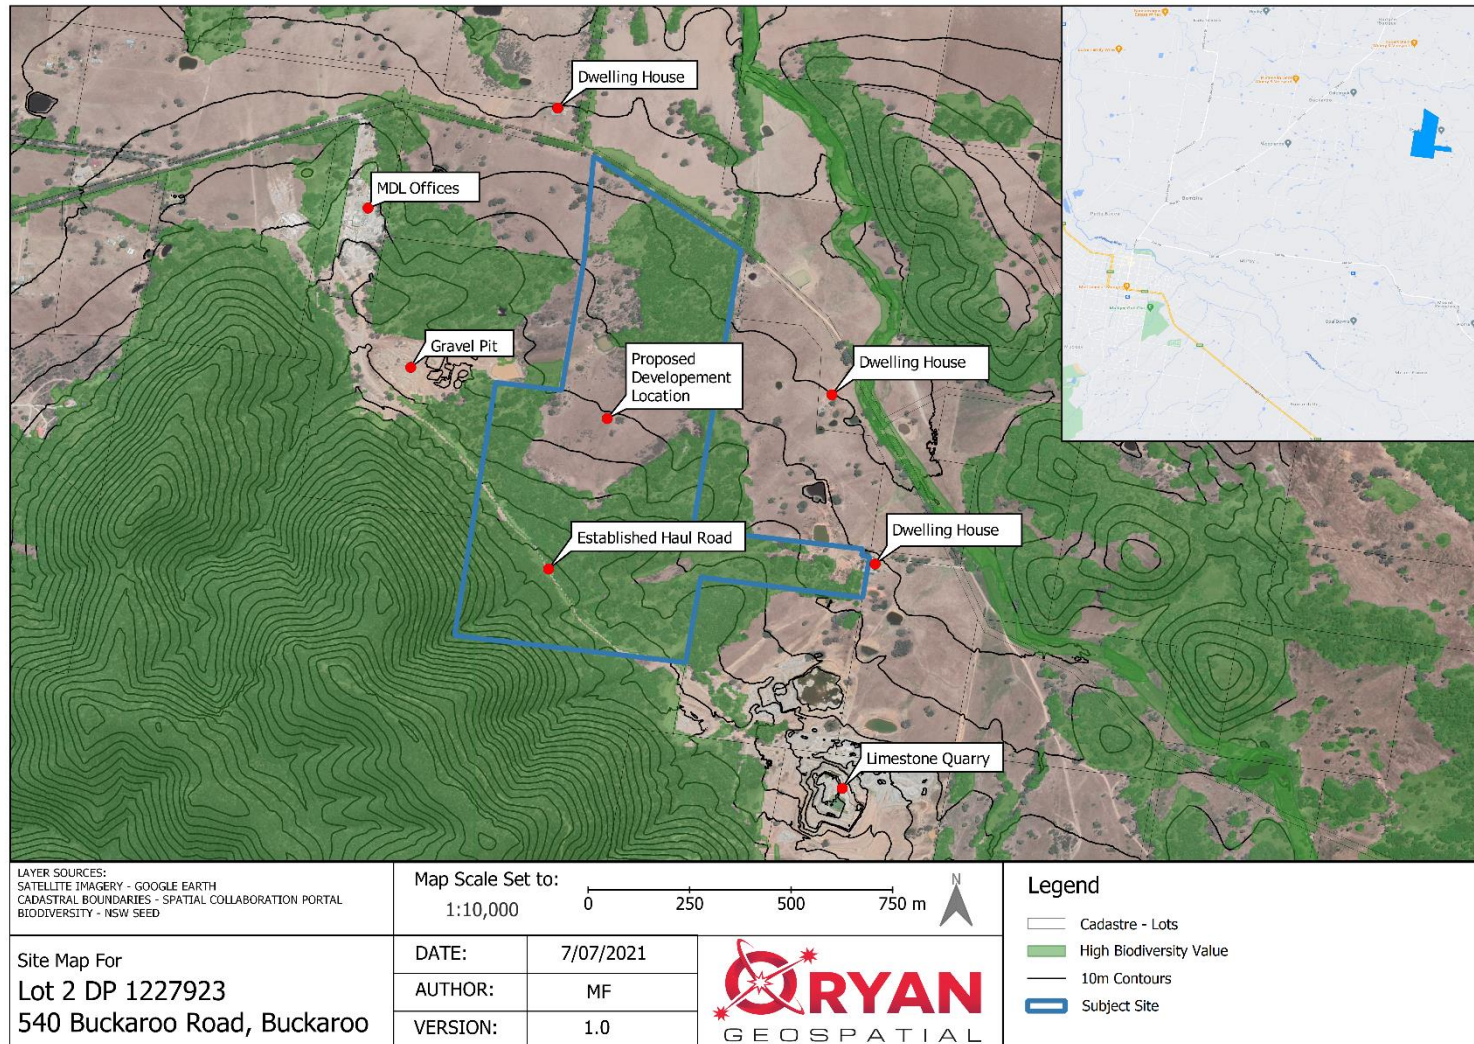 Dwelling House
MDL Offices
Gravel Pit
Proposed
Developement
Location
Dwelling House
Established Haul Road
Dwelling House
Limestone Quarry
LAYER SOURCES:
SATELLITE IMAGERY - GOOGLE EARTH
CADASTRAL BOUNDARIES - SPATIAL COLLABORATION PORTAL
BIODIVERSITY - NSW SEED
Map Scale Set to:
1:10,000
0 250 500 750 m
N
Site Map For
Lot 2 DP 1227923
540 Buckaroo Road, Buckaroo
DATE: 7/07/2021
AUTHOR: MF
VERSION: 1.0
ORYAN
GEOSPATIAL
Legend
Cadastre - Lots
High Biodiversity Value
10m Contours
Subject Site